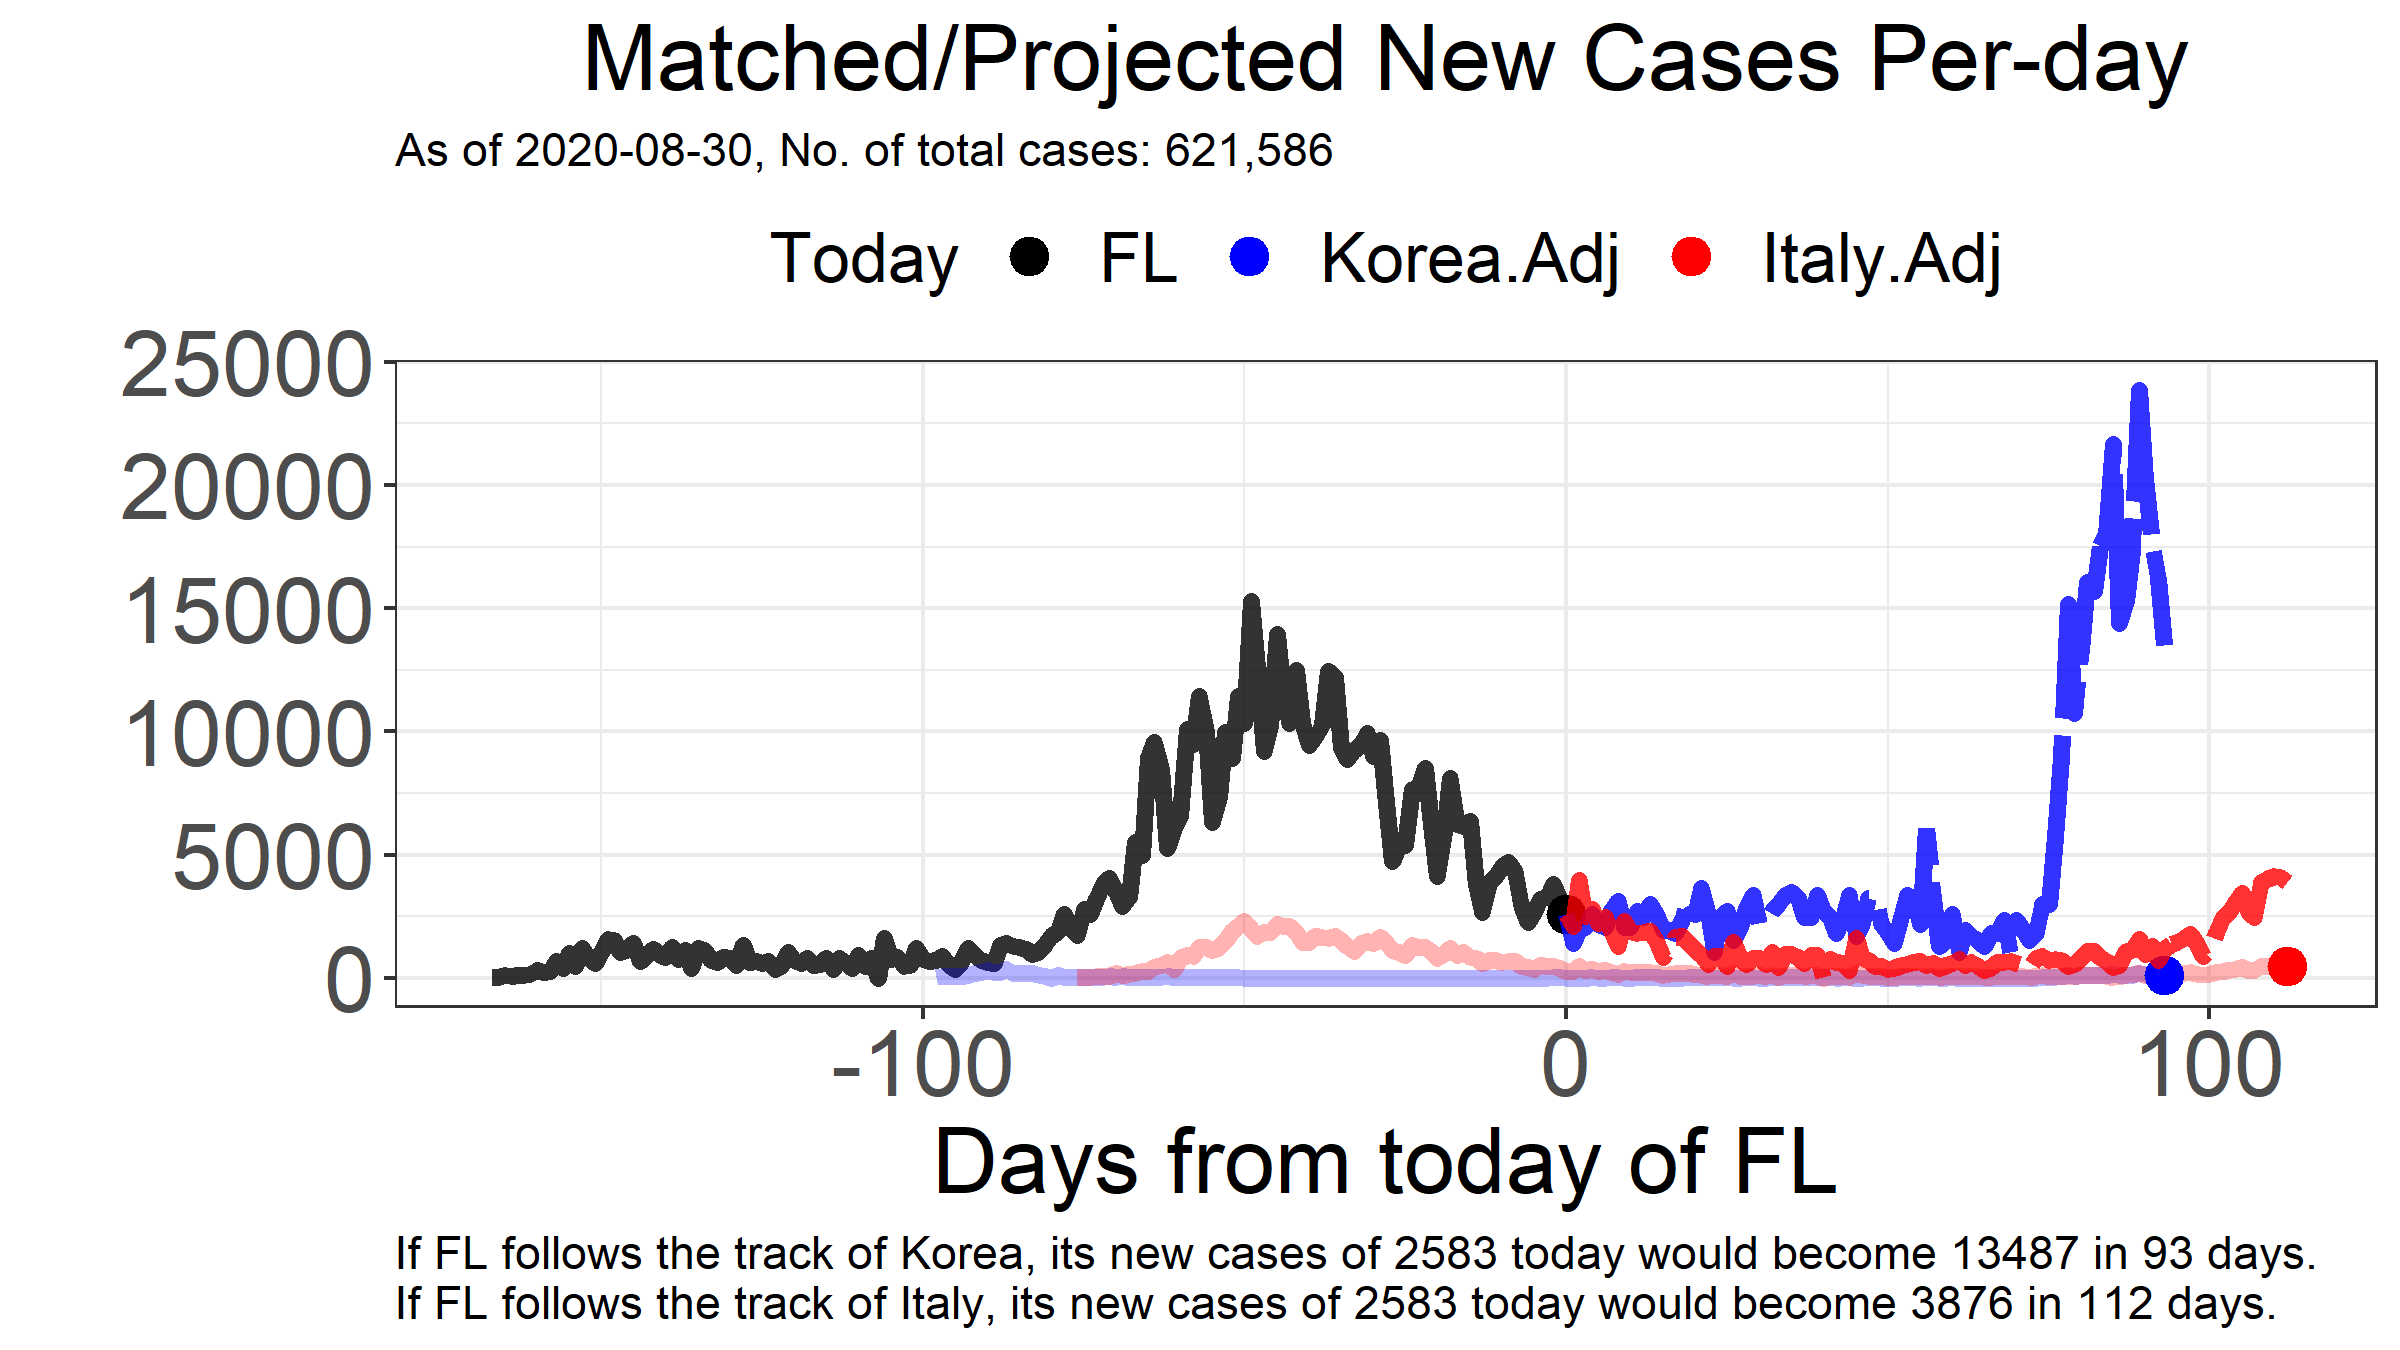 Matched/Projected New Cases Per-day
As of 2020-08-30, No. of total cases: 621,586
Today FL Korea.Adj Italy.Adj
25000
20000
15000
10000
5000
0
-100 0 100
Days from today of FL
If FL follows the track of Korea, its new cases of 2583 today would become 13487 in 93 days.
If FL follows the track of Italy, its new cases of 2583 today would become 3876 in 112 days.